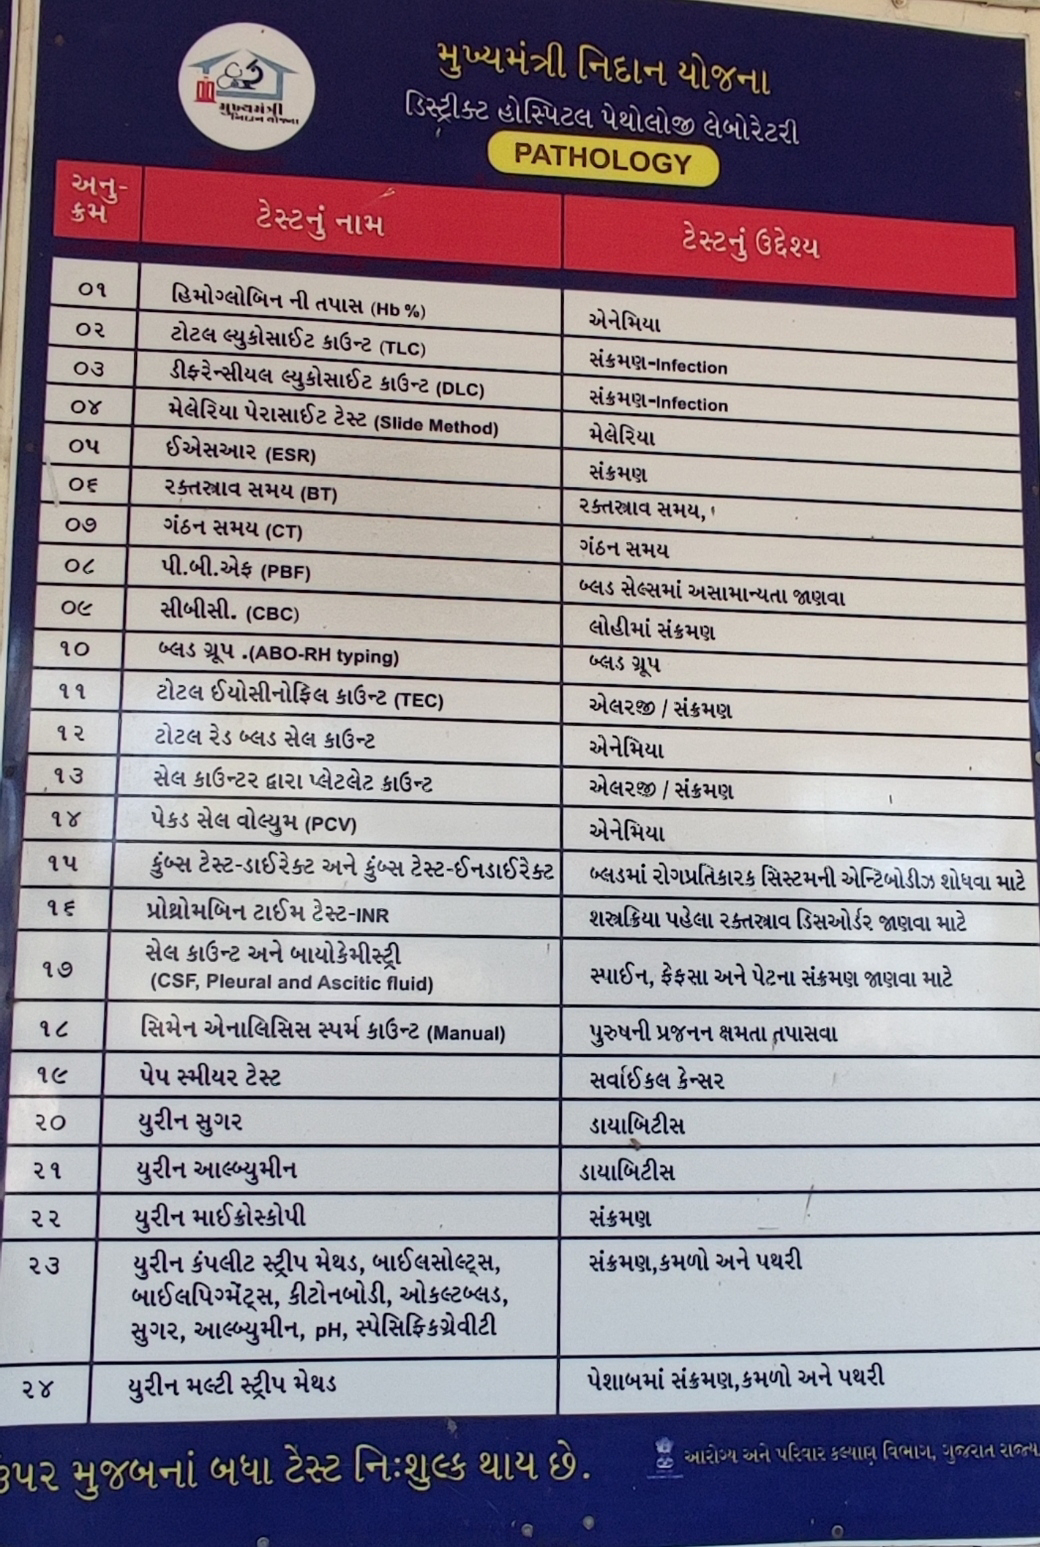 મુખ્યમંત્રી
નિદાન યોજના
મુખ્યમંત્રી નિદાન યોજના
ડિસ્ટ્રીક્ટ હોસ્પિટલ પેથોલોજી લેબોરેટરી
PATHOLOGY
અનુ-
ક્રમ ટેસ્ટનું નામ ટેસ્ટનું ઉદ્દેશ્ય
૦૧ હિમોગ્લોબિન ની તપાસ (Hb %) એનેમિયા
૦૨ ટોટલ લ્યુકોસાઈટ કાઉન્ટ (TLC) સંક્રમણ-Infection
૦૩ ડીફરેન્સીયલ લ્યુકોસાઈટ કાઉન્ટ (DLC) સંક્રમણ-Infection
૦૪ મેલેરિયા પેરાસાઈટ ટેસ્ટ (Slide Method) મેલેરિયા
૦૫ ઈએસઆર (ESR) સંક્રમણ
૦૬ રક્તસ્ત્રાવ સમય (BT) રક્તસ્ત્રાવ સમય,
૦૭ ગંઠન સમય (CT) ગંઠન સમય
૦૮ પી.બી.એફ (PBF) બ્લડ સેલ્સમાં અસામાન્યતા જાણવા
૦૯ સીબીસી. (CBC) લોહીમાં સંક્રમણ
૧૦ બ્લડ ગ્રૂપ .(ABO-RH typing) બ્લડ ગ્રૂપ
૧૧ ટોટલ ઈયોસીનોફિલ કાઉન્ટ (TEC) એલરજી / સંક્રમણ
૧૨ ટોટલ રેડ બ્લડ સેલ કાઉન્ટ એનેમિયા
૧૩ સેલ કાઉન્ટર દ્વારા પ્લેટલેટ કાઉન્ટ એલરજી / સંક્રમણ
૧૪ પેકડ સેલ વોલ્યુમ (PCV) એનેમિયા
૧૫ કુંબ્સ ટેસ્ટ-ડાઈરેક્ટ અને કુંબ્સ ટેસ્ટ-ઈનડાઈરેક્ટ બ્લડમાં રોગપ્રતિકારક સિસ્ટમની એન્ટિબોડીઝ શોધવા માટે
૧૬ પ્રોથ્રોમબિન ટાઈમ ટેસ્ટ-INR શસ્ત્રક્રિયા પહેલા રક્તસ્ત્રાવ ડિસઓર્ડર જાણવા માટે
૧૭ સેલ કાઉન્ટ અને બાયોકેમીસ્ટ્રી
(CSF, Pleural and Ascitic fluid) સ્પાઈન, ફેફસા અને પેટના સંક્રમણ જાણવા માટે
૧૮ સિમેન એનાલિસિસ સ્પર્મ કાઉન્ટ (Manual) પુરુષની પ્રજનન ક્ષમતા તપાસવા
૧૯ પેપ સ્મીયર ટેસ્ટ સર્વાઈકલ કેન્સર
૨૦ યુરીન સુગર ડાયાબિટીસ
૨૧ યુરીન આલ્બ્યુમીન ડાયાબિટીસ
૨૨ યુરીન માઈક્રોસ્કોપી સંક્રમણ
૨૩ યુરીન કંપલીટ સ્ટ્રીપ મેથડ, બાઈલસોલ્ટ્સ, સંક્રમણ,કમળો અને પથરી
બાઈલપિગ્મેંટ્સ, કીટોનબોડી, ઓકલ્ટબ્લડ,
સુગર, આલ્બ્યુમીન, pH, સ્પેસિફિકગ્રેવીટી
૨૪ યુરીન મલ્ટી સ્ટ્રીપ મેથડ પેશાબમાં સંક્રમણ,કમળો અને પથરી
ઉપર મુજબનાં બધા ટેસ્ટ નિઃશુલ્ક થાય છે.
આરોગ્ય અને પરિવાર કલ્યાણ વિભાગ, ગુજરાત રાજ્ય